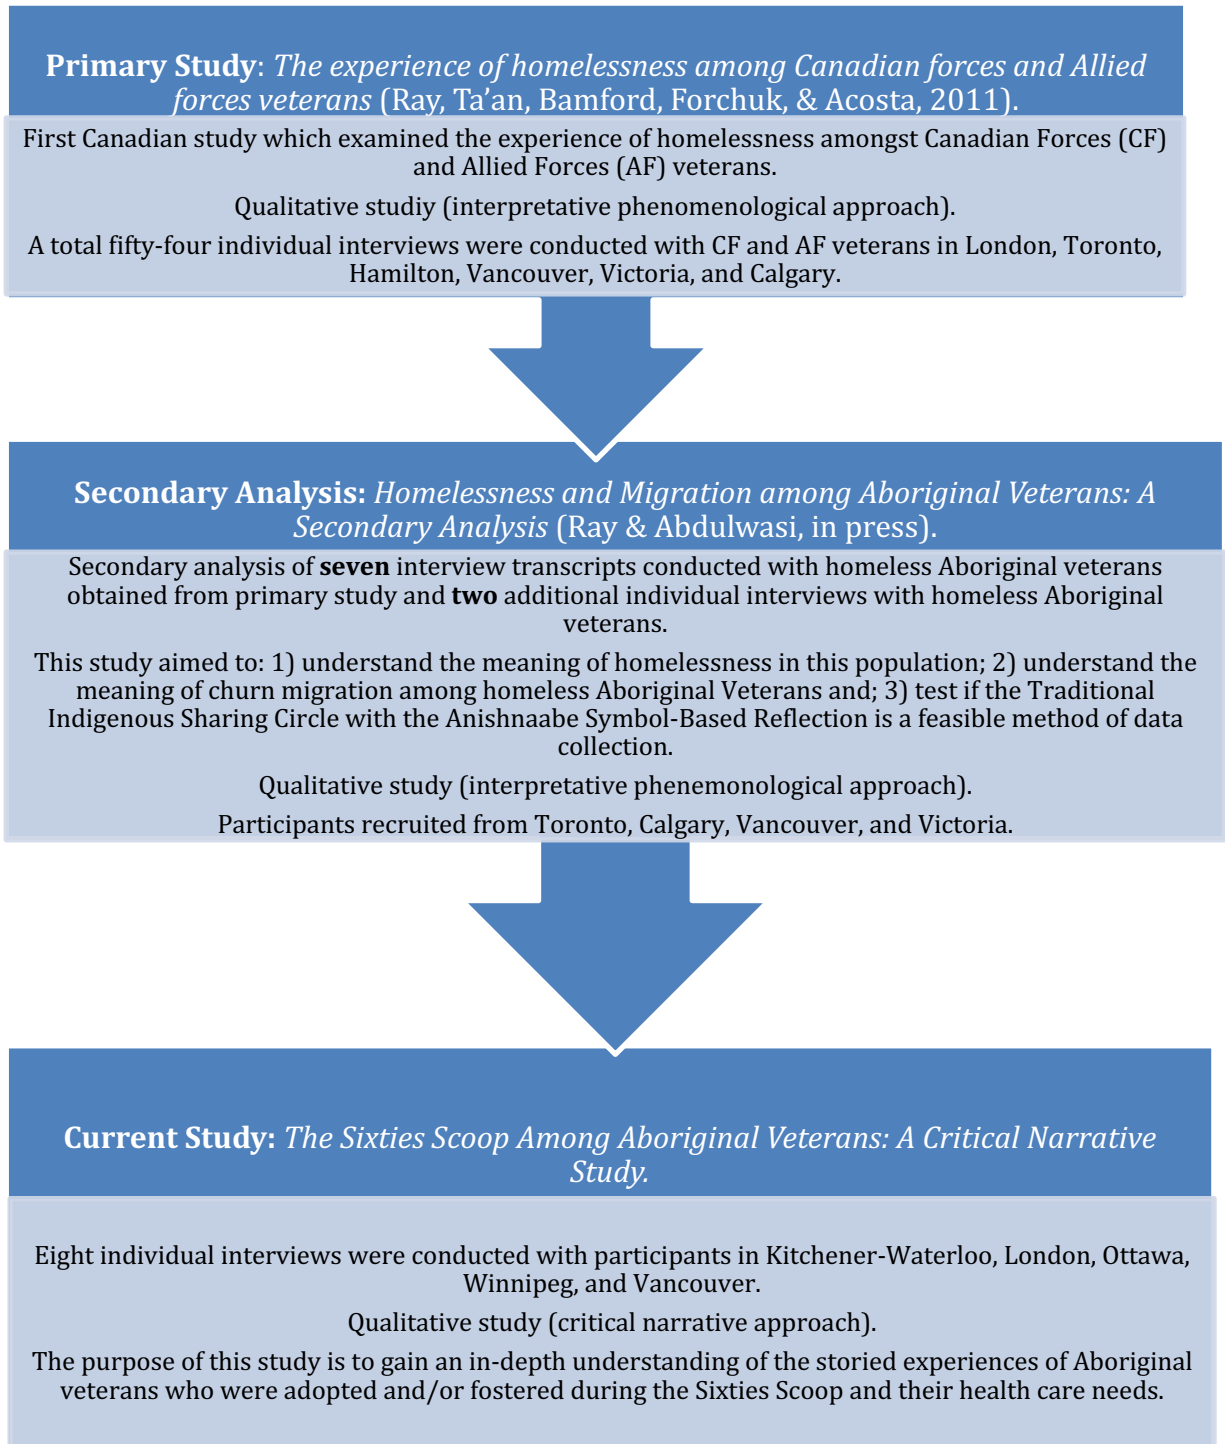 Primary Study: The experience of homelessness among Canadian forces and Allied
forces veterans (Ray, Ta’an, Bamford, Forchuk, & Acosta, 2011).
First Canadian study which examined the experience of homelessness amongst Canadian Forces (CF)
and Allied Forces (AF) veterans.
Qualitative studiy (interpretative phenomenological approach).
A total fifty-four individual interviews were conducted with CF and AF veterans in London, Toronto,
Hamilton, Vancouver, Victoria, and Calgary.
Secondary Analysis: Homelessness and Migration among Aboriginal Veterans: A
Secondary Analysis (Ray & Abdulwasi, in press).
Secondary analysis of seven interview transcripts conducted with homeless Aboriginal veterans
obtained from primary study and two additional individual interviews with homeless Aboriginal
veterans.
This study aimed to: 1) understand the meaning of homelessness in this population; 2) understand the
meaning of churn migration among homeless Aboriginal Veterans and; 3) test if the Traditional
Indigenous Sharing Circle with the Anishnaabe Symbol-Based Reflection is a feasible method of data
collection.
Qualitative study (interpretative phenemonological approach).
Participants recruited from Toronto, Calgary, Vancouver, and Victoria.
Current Study: The Sixties Scoop Among Aboriginal Veterans: A Critical Narrative
Study.
Eight individual interviews were conducted with participants in Kitchener-Waterloo, London, Ottawa,
Winnipeg, and Vancouver.
Qualitative study (critical narrative approach).
The purpose of this study is to gain an in-depth understanding of the storied experiences of Aboriginal
veterans who were adopted and/or fostered during the Sixties Scoop and their health care needs.